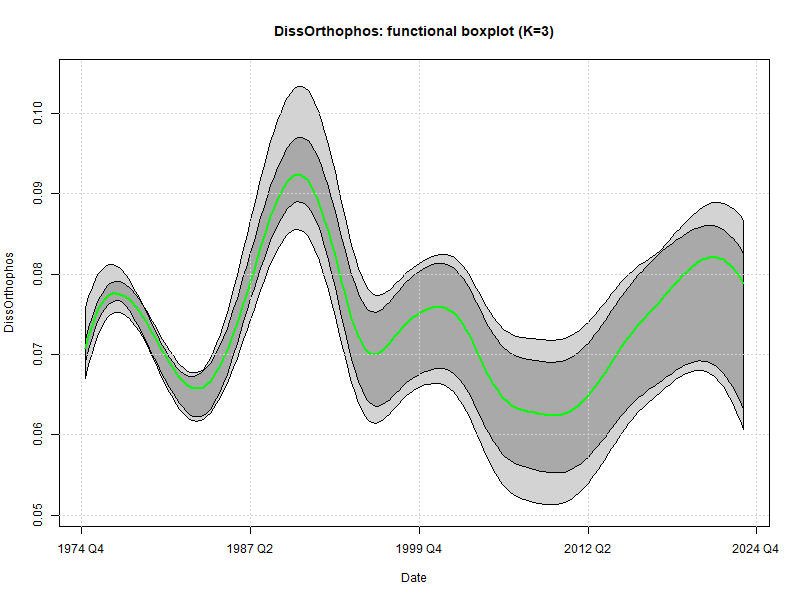 DissOrthophos: functional boxplot (K=3)
DissOrthophos
0.10
0.09
0.08
0.07
0.06
0.05
1974 Q4
1987 Q2
1999 Q4
2012 Q2
2024 Q4
Date